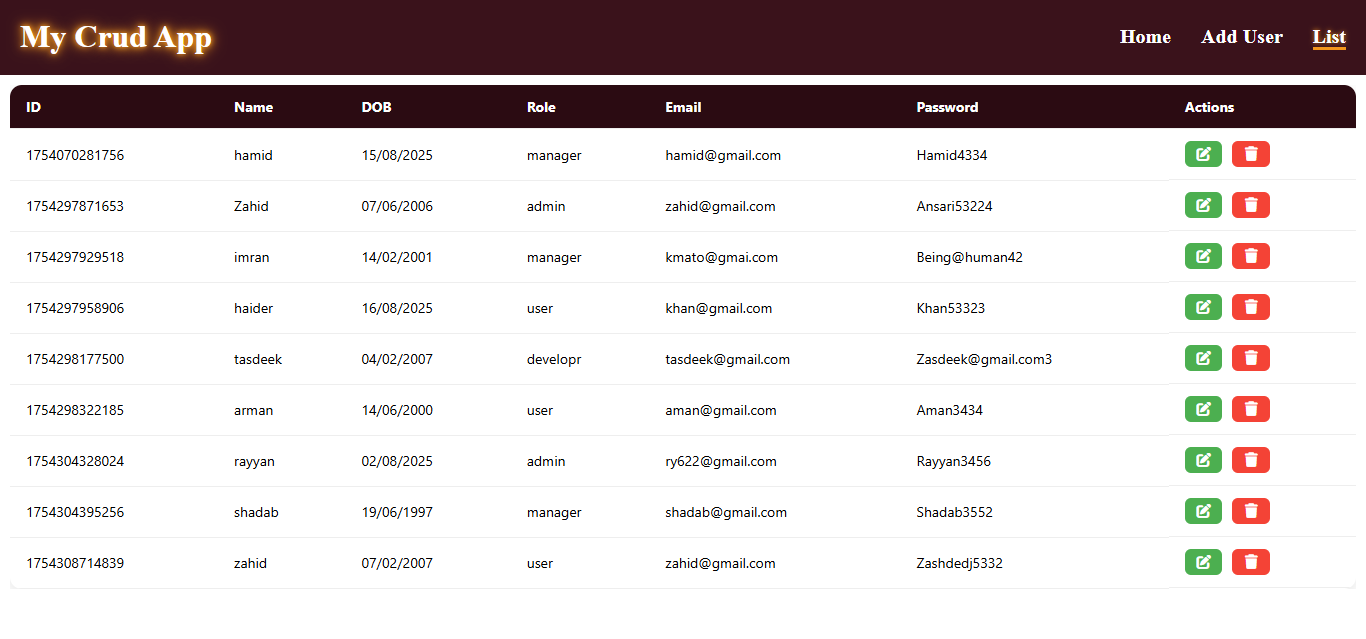 My Crud App Home Add User List
ID Name DOB Role Email Password Actions
1754070281756 hamid 15/08/2025 manager hamid@gmail.com Hamid4334
1754297871653 Zahid 07/06/2006 admin zahid@gmail.com Ansari53224
1754297929518 imran 14/02/2001 manager kmato@gmai.com Being@human42
1754297958906 haider 16/08/2025 user khan@gmail.com Khan53323
1754298177500 tasdeek 04/02/2007 developr tasdeek@gmail.com Zasdeek@gmail.com3
1754298322185 arman 14/06/2000 user aman@gmail.com Aman3434
1754304328024 rayyan 02/08/2025 admin ry622@gmail.com Rayyan3456
1754304395256 shadab 19/06/1997 manager shadab@gmail.com Shadab3552
1754308714839 zahid 07/02/2007 user zahid@gmail.com Zashdedj5332